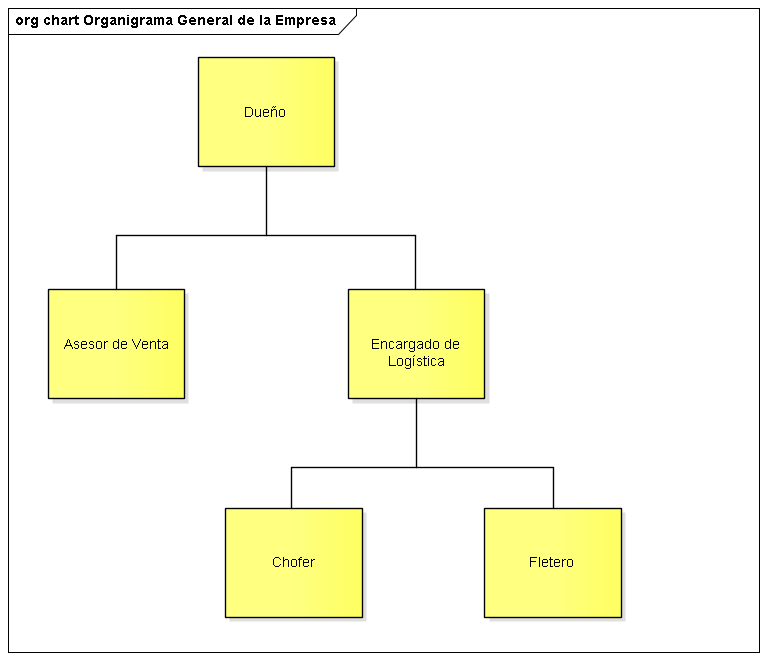 org chart Organigrama General de la Empresa
Dueño
Asesor de Venta
Encargado de
Logística
Chofer
Fletero